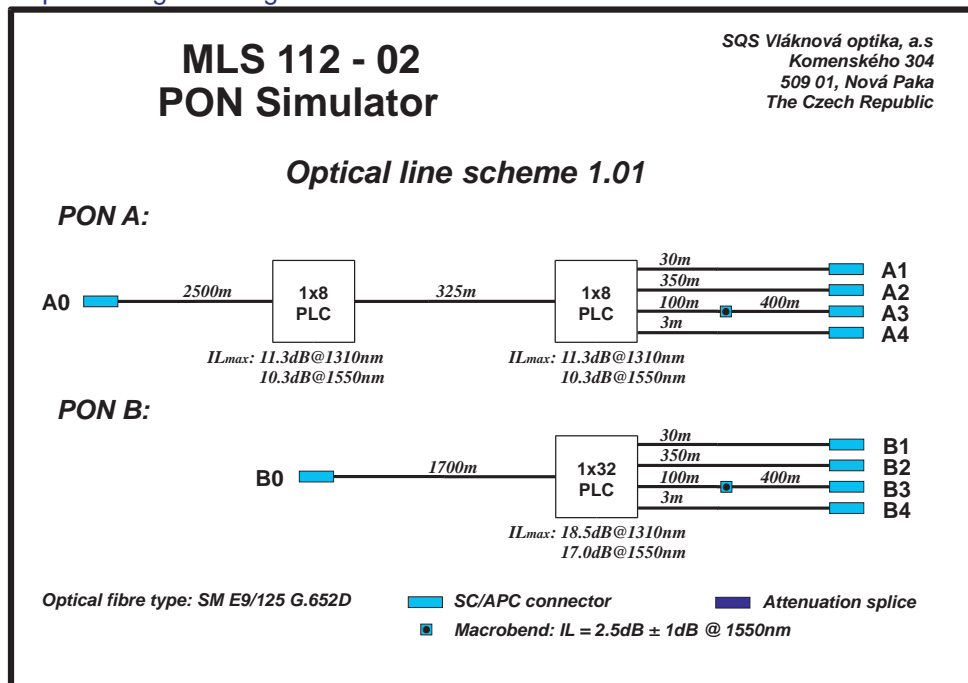 MLS 112 - 02
PON Simulator
SQS Vláknová optika, a.s
Komenského 304
509 01, Nová Paka
The Czech Republic
Optical line scheme 1.01
PON A:
A0
2500m
1x8
PLC
ILmax: 11.3dB@1310nm
10.3dB@1550nm
325m
1x8
PLC
ILmax: 11.3dB@1310nm
10.3dB@1550nm
30m
A1
350m
A2
100m
400m
A3
3m
A4
PON B:
B0
1700m
1x32
PLC
ILmax: 18.5dB@1310nm
17.0dB@1550nm
30m
B1
350m
B2
100m
400m
B3
3m
B4
Optical fibre type: SM E9/125 G.652D
SC/APC connector
Attenuation splice
Macrobend: IL = 2.5dB ± 1dB @ 1550nm